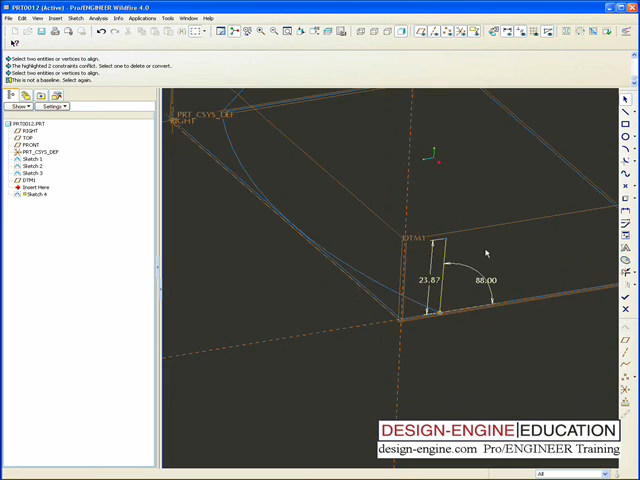 PRT0012 (Active) - Pro/ENGINEER Wildfire 4.0
File Edit View Insert Sketch Analysis Info Applications Tools Window Help
Select two entities or vertices to align.
The highlighted 2 constraints conflict. Select one to delete or convert.
Select two entities or vertices to align.
This is not a baseline. Select again.
Show Settings
PRT0012.PRT
RIGHT
TOP
FRONT
PRT_CSYS_DEF
Sketch 1
Sketch 2
Sketch 3
DTM1
Insert Here
Sketch 4
PRT_CSYS_DEF
RIGHT
DTM1
23.87
88.00
DESIGN-ENGINE|EDUCATION
design-engine.com Pro/ENGINEER Training
All